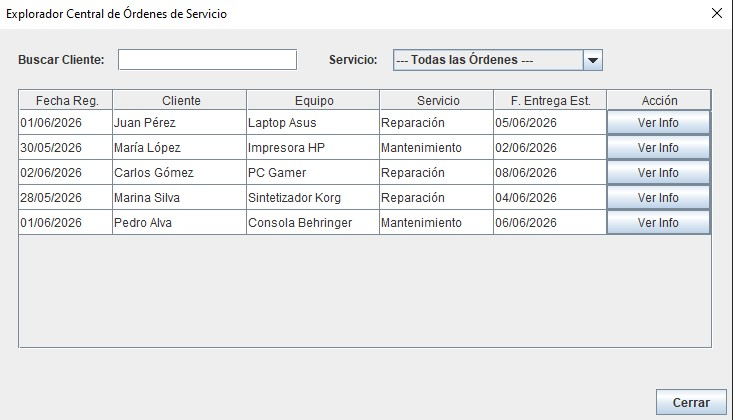 Explorador Central de Órdenes de Servicio
Buscar Cliente: Servicio: --- Todas las Órdenes ---
Fecha Reg. Cliente Equipo Servicio F. Entrega Est. Acción
01/06/2026 Juan Pérez Laptop Asus Reparación 05/06/2026 Ver Info
30/05/2026 María López Impresora HP Mantenimiento 02/06/2026 Ver Info
02/06/2026 Carlos Gómez PC Gamer Reparación 08/06/2026 Ver Info
28/05/2026 Marina Silva Sintetizador Korg Reparación 04/06/2026 Ver Info
01/06/2026 Pedro Alva Consola Behringer Mantenimiento 06/06/2026 Ver Info
Cerrar